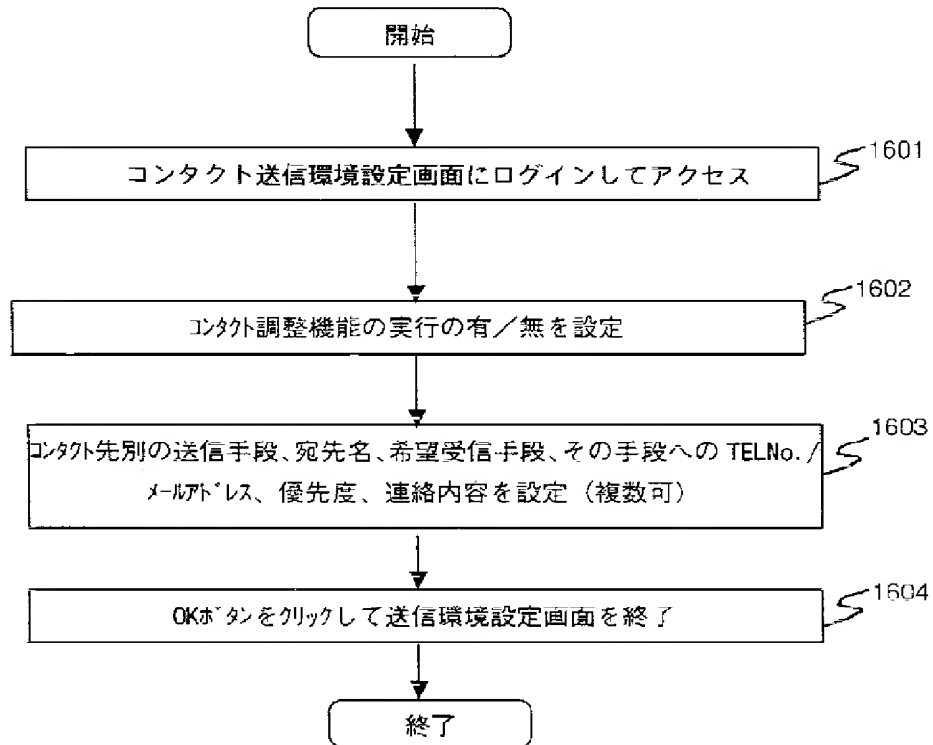 開始
コンタクト送信環境設定画面にログインしてアクセス
1601
コンタクト調整機能の実行の有/無を設定
1602
コンタクト先別の送信手段、宛先名、希望受信手段、その手段への TELNo./
メールアドレス、優先度、連絡内容を設定(複数可)
1603
OKボタンをクリックして送信環境設定画面を終了
1604
終了